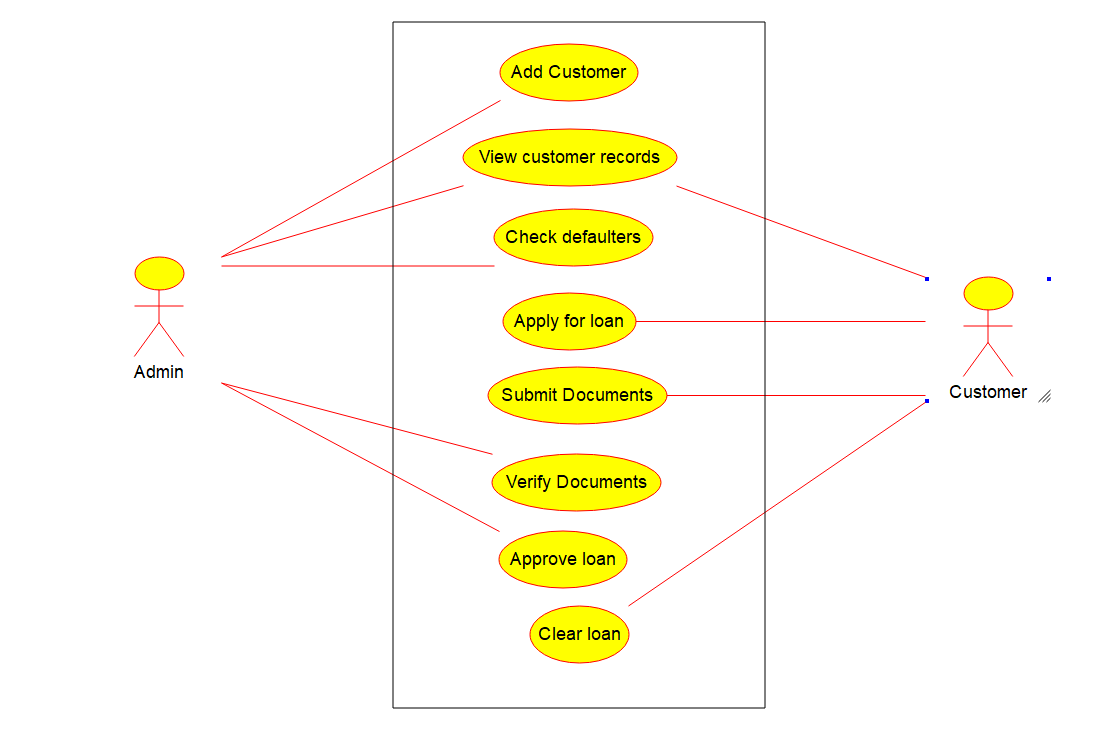 Add Customer
View customer records
Check defaulters
Apply for loan
Submit Documents
Verify Documents
Approve loan
Clear loan
Admin
Customer